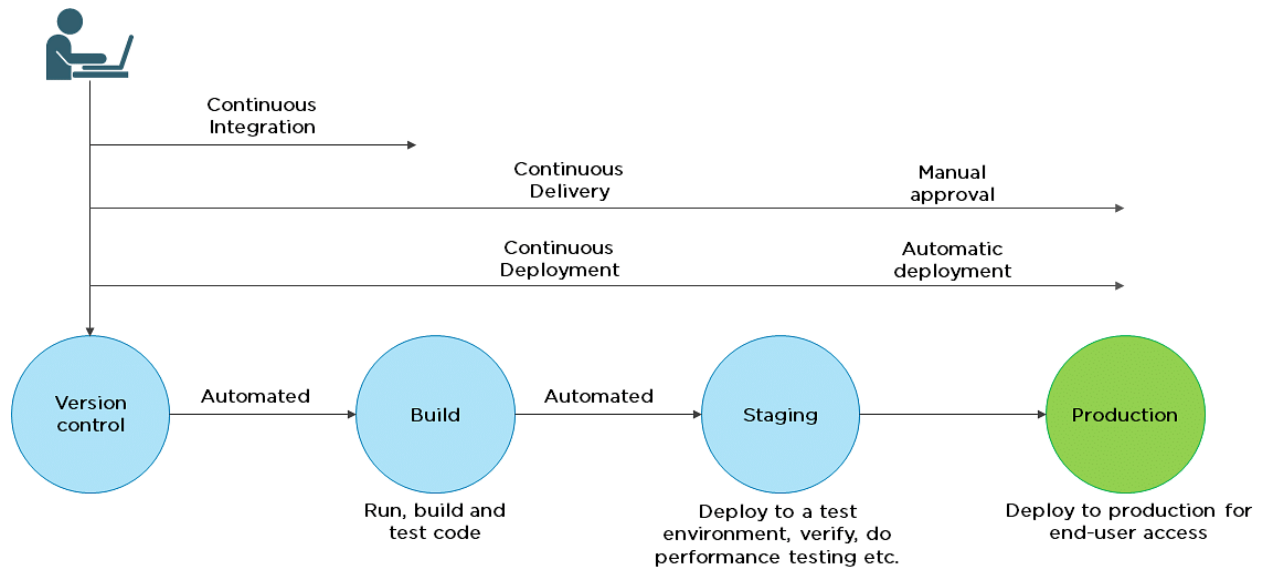 Continuous
Integration
Continuous
Delivery
Manual
approval
Continuous
Deployment
Automatic
deployment
Version
control
Automated
Build
Automated
Staging
Production
Run, build and
test code
Deploy to a test
environment, verify, do
performance testing etc.
Deploy to production for
end-user access